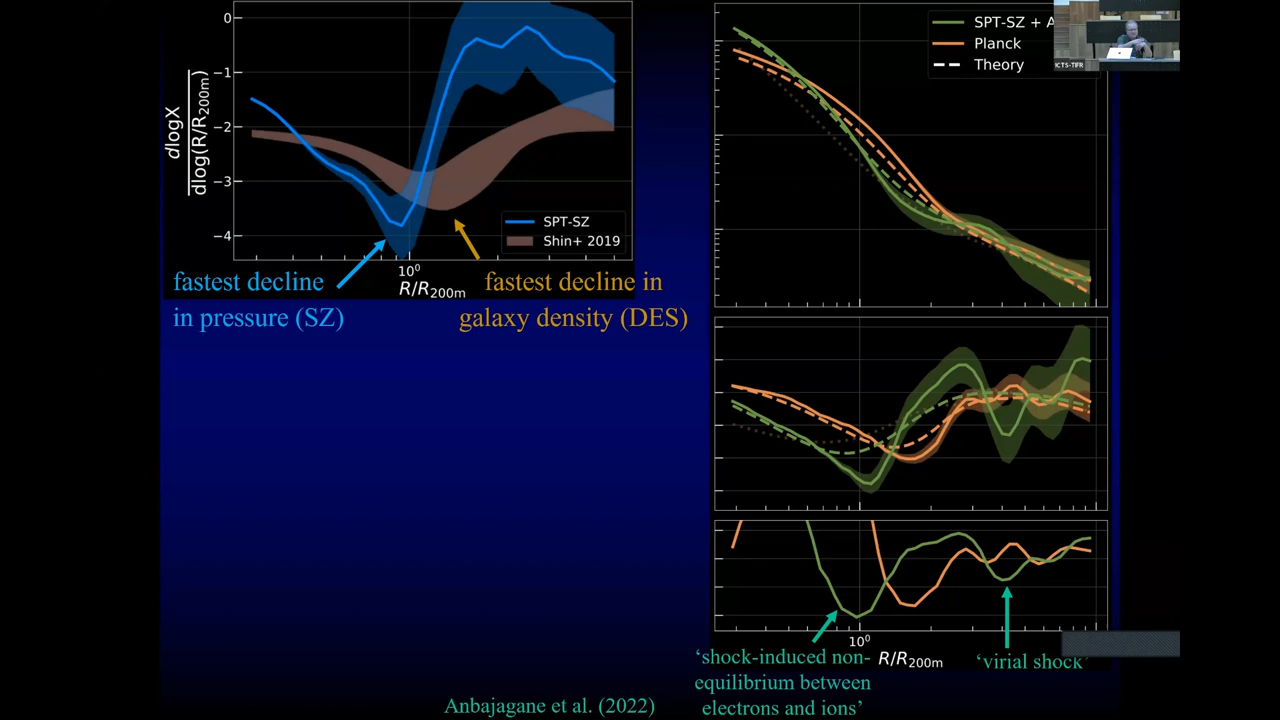 0
−1
−2
−3
−4
dlogX
dlog(R/R200m)
SPT-SZ
Shin+ 2019
10⁰
R/R200m
fastest decline
in pressure (SZ)
fastest decline in
galaxy density (DES)
SPT-SZ + A
Planck
Theory
ICTS-TIFR
10⁰
R/R200m
‘shock-induced non-
equilibrium between
electrons and ions’
‘virial shock’
Anbajagane et al. (2022)